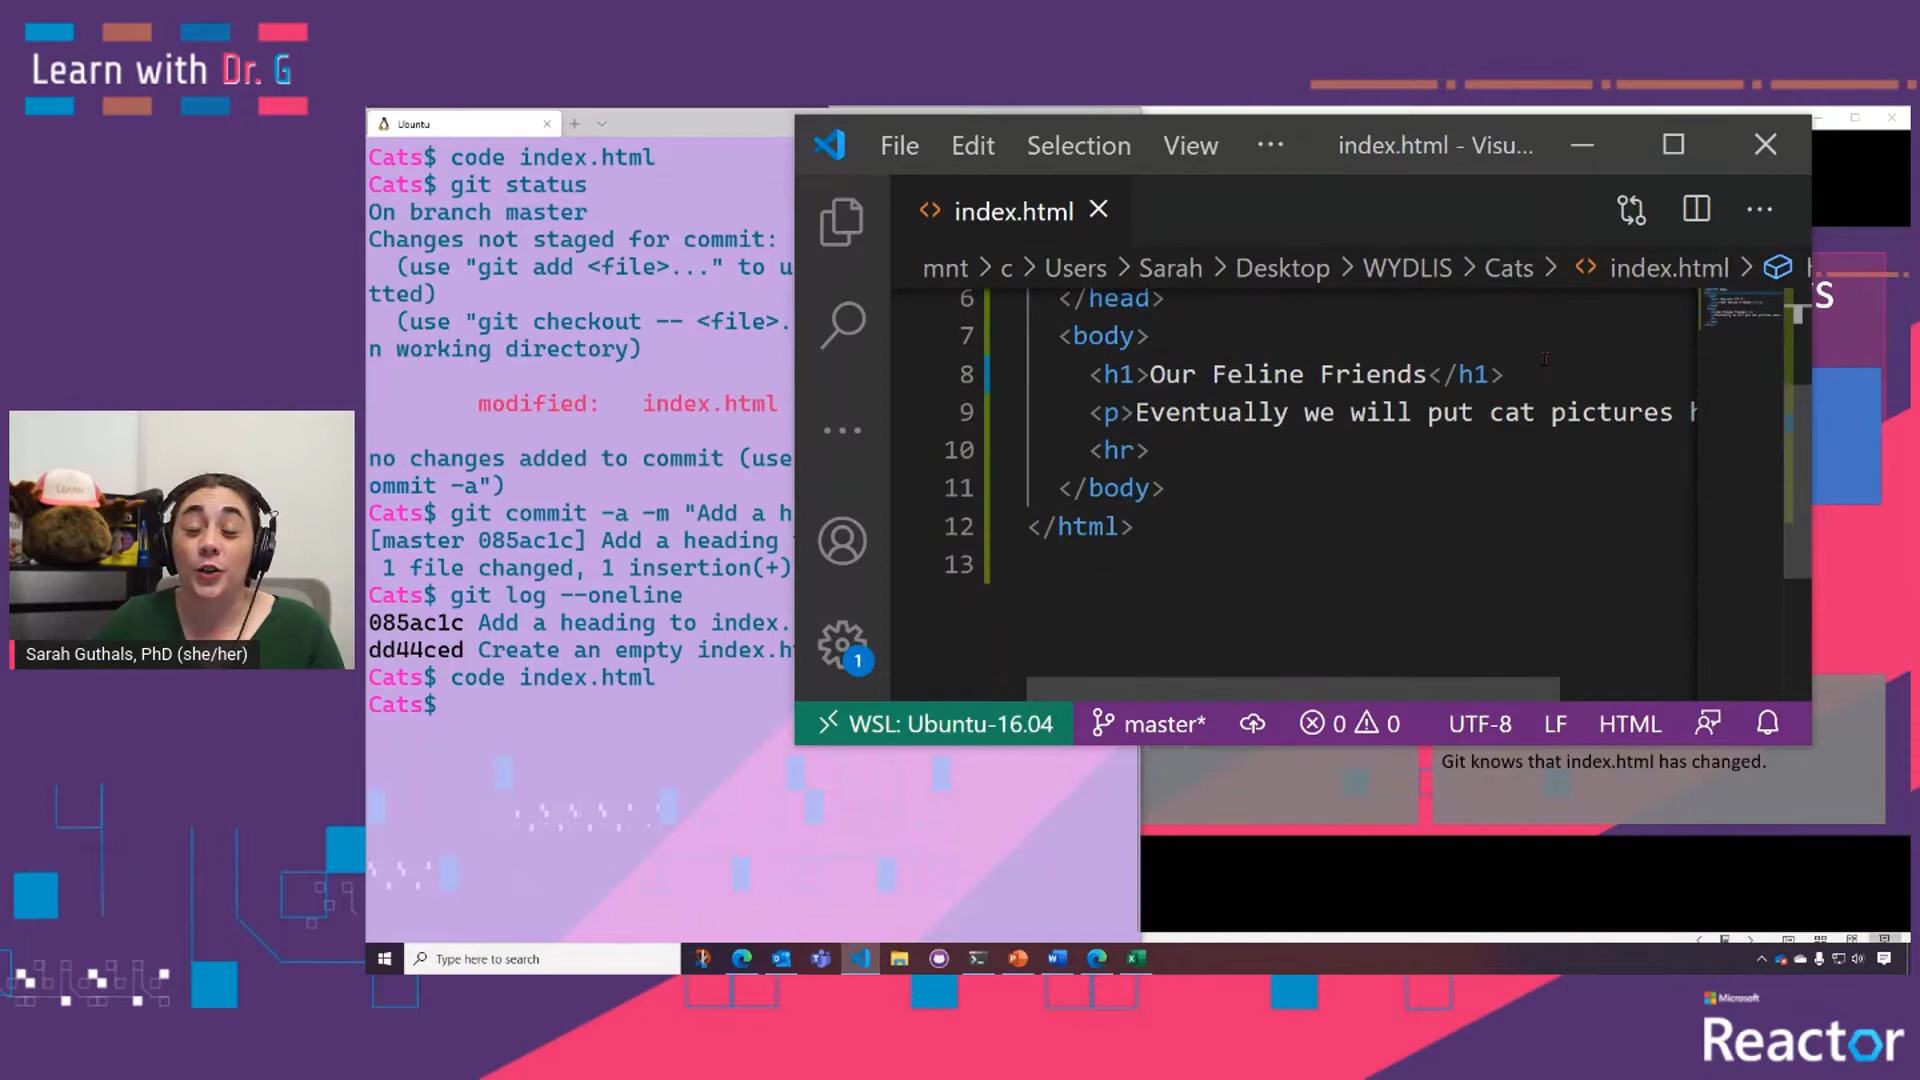 Learn with Dr. G
Ubuntu
Cats$ code index.html
Cats$ git status
On branch master
Changes not staged for commit:
(use "git add <file>..." to u
tted)
(use "git checkout -- <file>.
n working directory)
modified: index.html
no changes added to commit (use
ommit -a")
Cats$ git commit -a -m "Add a h
[master 085ac1c] Add a heading
1 file changed, 1 insertion(+)
Cats$ git log --oneline
085ac1c Add a heading to index.
dd44ced Create an empty index.h
Cats$ code index.html
Cats$
File Edit Selection View ... index.html - Visu...
index.html
mnt > c > Users > Sarah > Desktop > WYDLIS > Cats > index.html >
6 </head>
7 <body>
8 <h1>Our Feline Friends</h1>
9 <p>Eventually we will put cat pictures h
10 <hr>
11 </body>
12 </html>
13
1
WSL: Ubuntu-16.04 master* 0 0 UTF-8 LF HTML
Git knows that index.html has changed.
Sarah Guthals, PhD (she/her)
Type here to search
Microsoft
Reactor